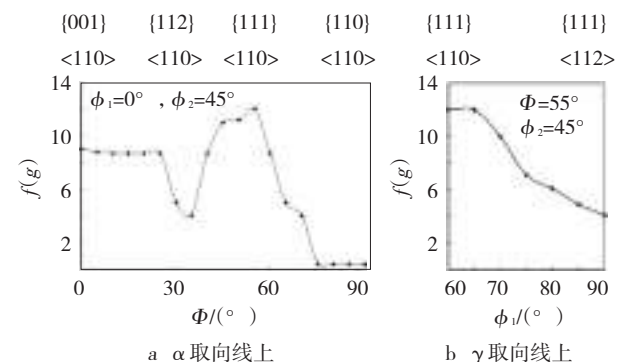 {001} {112} {111} {110} {111} {111}
<110> <110> <110> <110> <110> <112>
14 14
ϕ₁=0° , ϕ₂=45° Φ=55°
ϕ₂=45°
10 10
f(g) f(g)
6 6
2 2
0 30 60 90 60 70 80 90
Φ/(° ) ϕ₁/(° )
a α取向线上 b γ取向线上